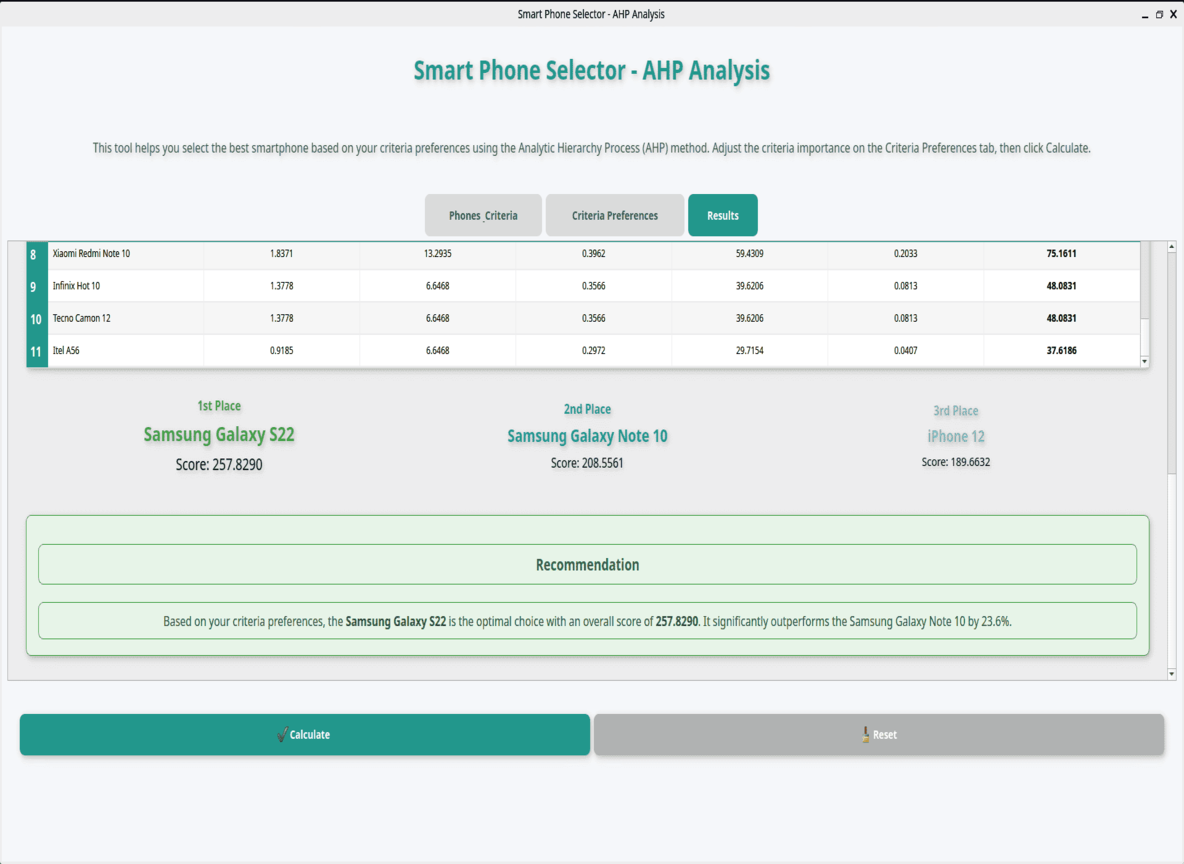 Smart Phone Selector - AHP Analysis
Smart Phone Selector - AHP Analysis
This tool helps you select the best smartphone based on your criteria preferences using the Analytic Hierarchy Process (AHP) method. Adjust the criteria importance on the Criteria Preferences tab, then click Calculate.
Phones_Criteria Criteria Preferences Results
8 Xiaomi Redmi Note 10 1.8371 13.2935 0.3962 59.4309 0.2033 75.1611
9 Infinix Hot 10 1.3778 6.6468 0.3566 39.6206 0.0813 48.0831
10 Tecno Camon 12 1.3778 6.6468 0.3566 39.6206 0.0813 48.0831
11 Itel A56 0.9185 6.6468 0.2972 29.7154 0.0407 37.6186
1st Place 2nd Place 3rd Place
Samsung Galaxy S22 Samsung Galaxy Note 10 iPhone 12
Score: 257.8290 Score: 208.5561 Score: 189.6632
Recommendation
Based on your criteria preferences, the Samsung Galaxy S22 is the optimal choice with an overall score of 257.8290. It significantly outperforms the Samsung Galaxy Note 10 by 23.6%.
Calculate Reset